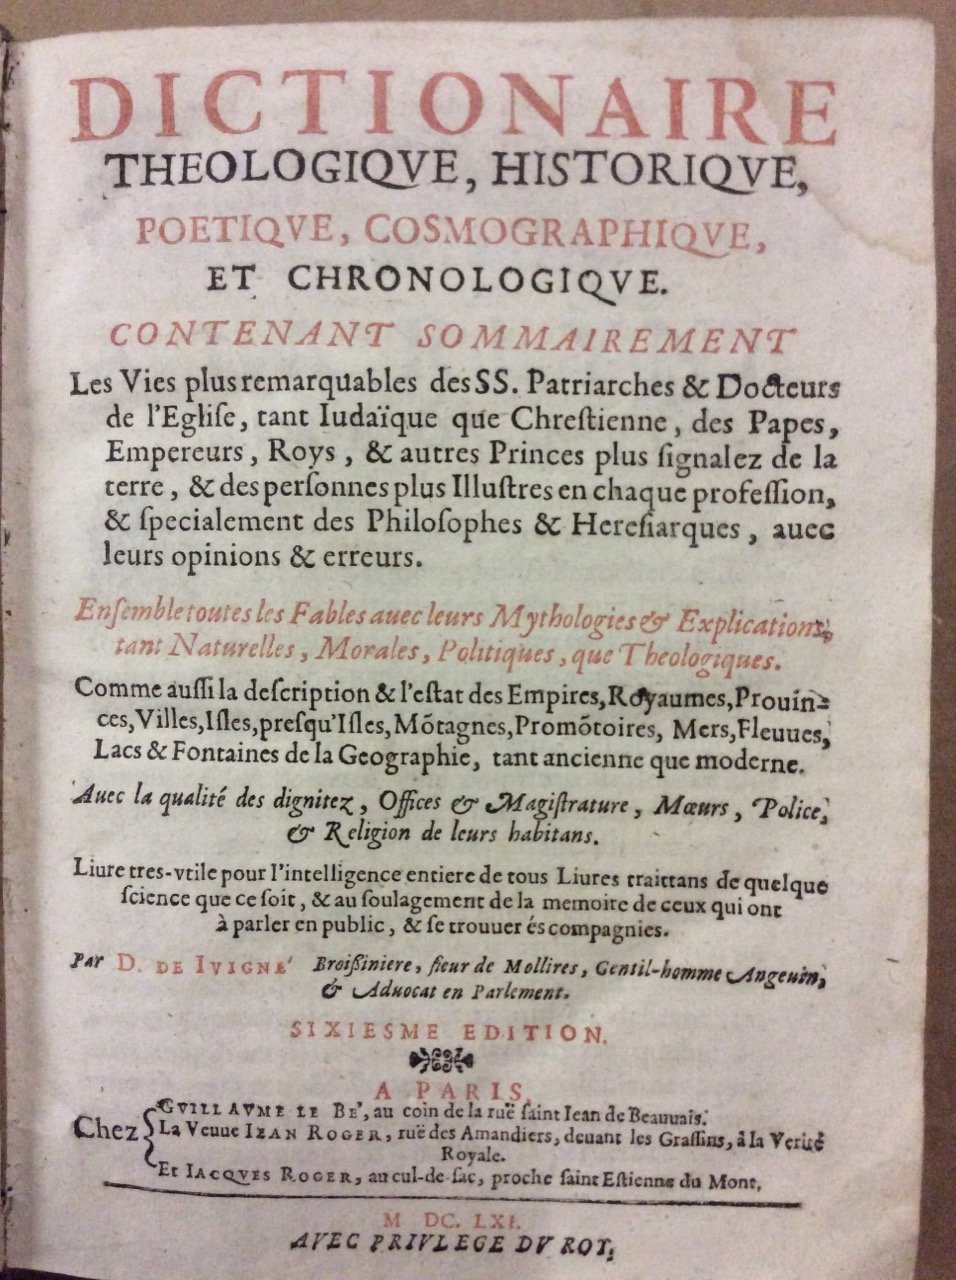 DICTIONAIRE
THEOLOGIQVE, HISTORIQVE,
POETIQVE, COSMOGRAPHIQVE,
ET CHRONOLOGIQVE.
CONTENANT SOMMAIREMENT
Les Vies plus remarquables des SS. Patriarches & Docteurs
de l'Egliſe, tant Iudaïque que Chreſtienne, des Papes,
Empereurs, Roys, & autres Princes plus ſignalez de la
terre, & des perſonnes plus Illuſtres en chaque profeſſion,
& ſpecialement des Philoſophes & Hereſiarques, auec
leurs opinions & erreurs.
Enſemble toutes les Fables auec leurs Mythologies & Explications,
tant Naturelles, Morales, Politiques, que Theologiques.
Comme auſſi la deſcription & l'eſtat des Empires, Royaumes, Prouin-
ces, Villes, Iſles, preſqu'Iſles, Mõtagnes, Promõtoires, Mers, Fleuues,
Lacs & Fontaines de la Geographie, tant ancienne que moderne.
Auec la qualité des dignitez, Offices & Magiſtrature, Mœurs, Police,
& Religion de leurs habitans.
Liure tres-vtile pour l'intelligence entiere de tous Liures traittans de quelque
ſcience que ce ſoit, & au ſoulagement de la memoire de ceux qui ont
à parler en public, & ſe trouuer és compagnies.
Par D. DE IVIGNE' Broißiniere, ſieur de Mollires, Gentil-homme Angeuin,
& Aduocat en Parlement.
SIXIESME EDITION.
A PARIS,
Chez { GVILLAVME LE BE', au coin de la ruë ſaint Iean de Beauuais.
La Veuue IEAN ROGER, ruë des Amandiers, deuant les Graſſins, à la Verité
Royale.
Et IACQVES ROGER, au cul-de-ſac, proche ſaint Eſtienne du Mont,
M DC. LXI.
AVEC PRIVLEGE DV ROY,